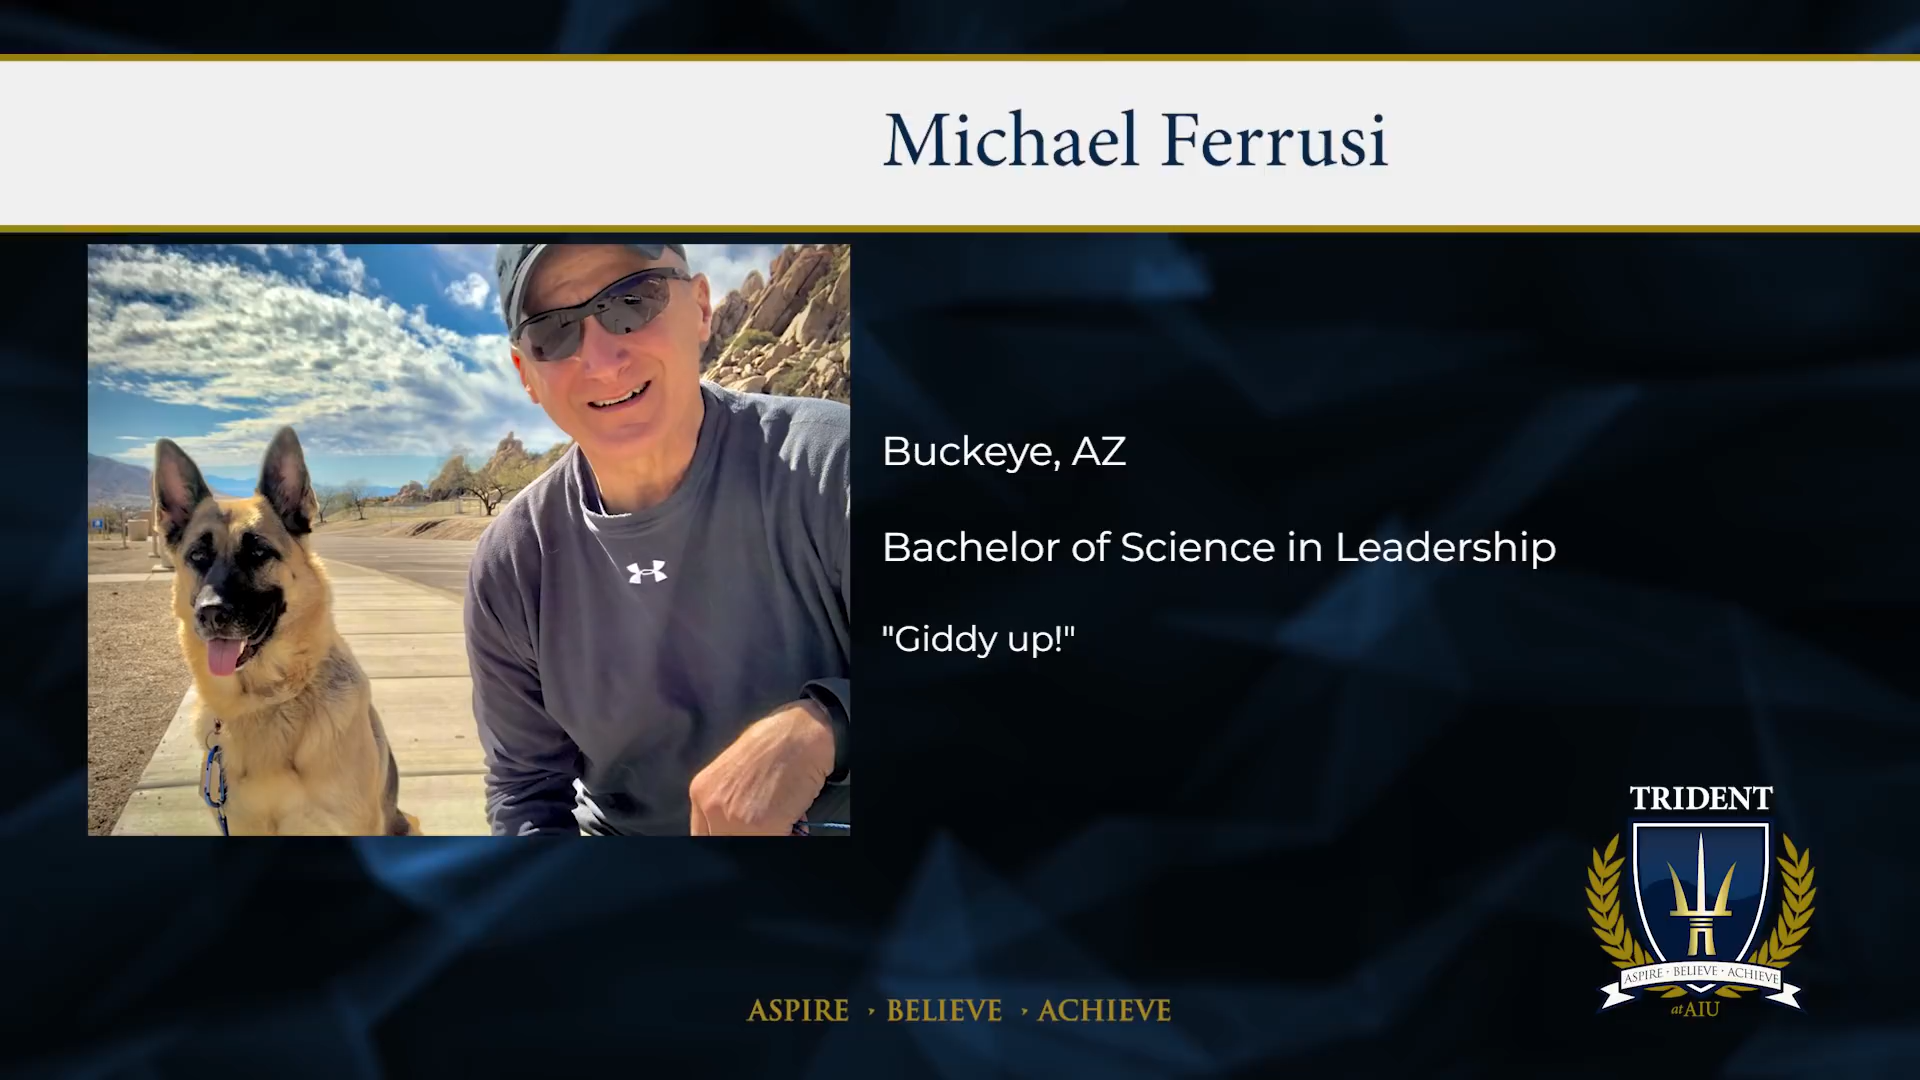 Michael Ferrusi
Buckeye, AZ
Bachelor of Science in Leadership
"Giddy up!"
TRIDENT
ASPIRE · BELIEVE · ACHIEVE
at AIU
ASPIRE · BELIEVE · ACHIEVE